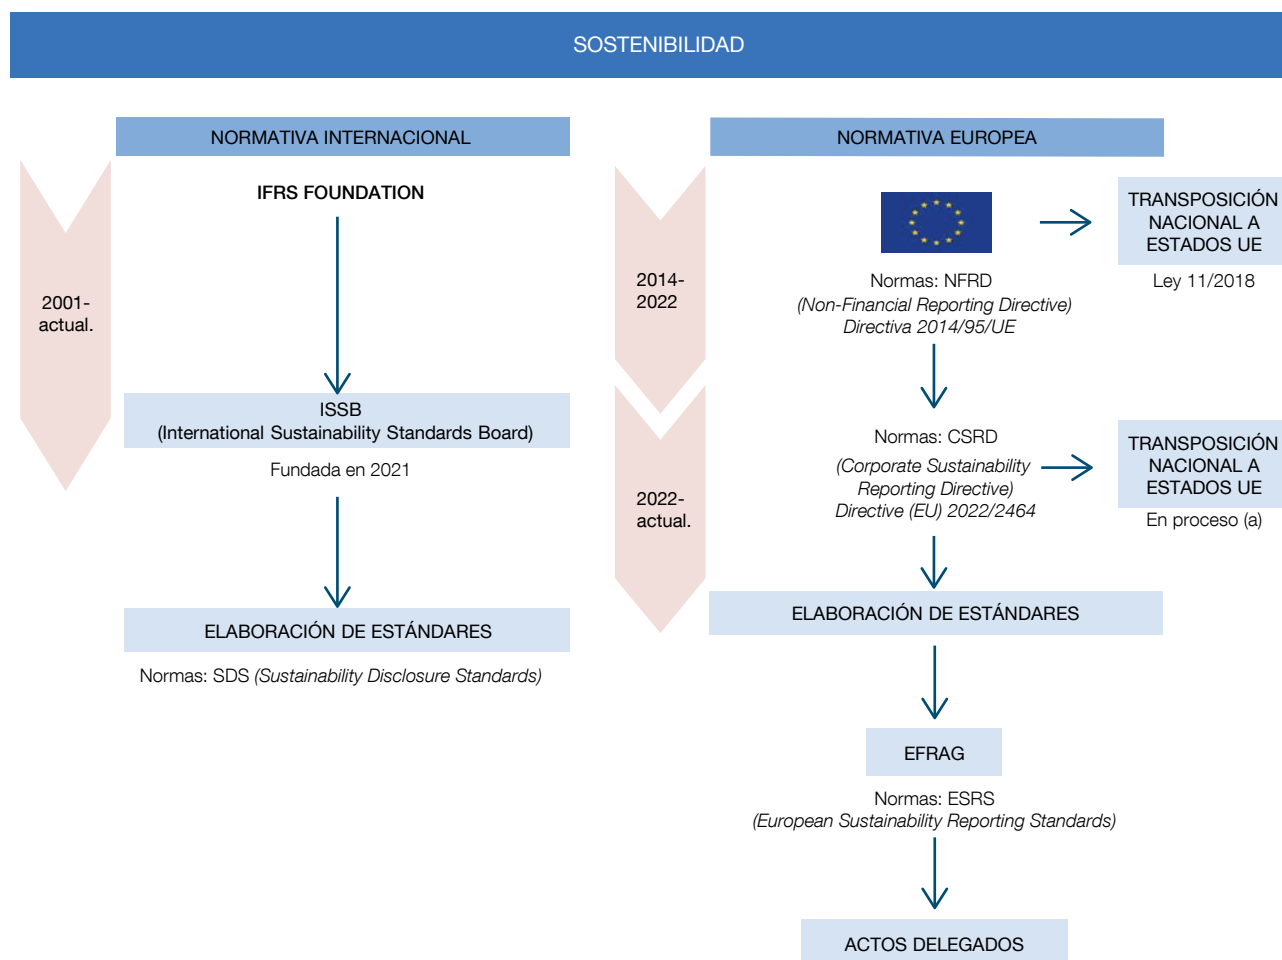 SOSTENIBILIDAD
NORMATIVA INTERNACIONAL
IFRS FOUNDATION
2001-
actual.
ISSB
(International Sustainability Standards Board)
Fundada en 2021
ELABORACIÓN DE ESTÁNDARES
Normas: SDS (Sustainability Disclosure Standards)
NORMATIVA EUROPEA
2014-
2022
Normas: NFRD
(Non-Financial Reporting Directive)
Directiva 2014/95/UE
TRANSPOSICIÓN
NACIONAL A
ESTADOS UE
Ley 11/2018
2022-
actual.
Normas: CSRD
(Corporate Sustainability
Reporting Directive)
Directive (EU) 2022/2464
TRANSPOSICIÓN
NACIONAL A
ESTADOS UE
En proceso (a)
ELABORACIÓN DE ESTÁNDARES
EFRAG
Normas: ESRS
(European Sustainability Reporting Standards)
ACTOS DELEGADOS